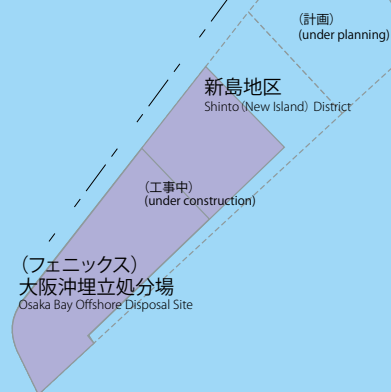 （計画）
(under planning)
新島地区
Shinto (New Island) District
（工事中）
(under construction)
（フェニックス）
大阪沖埋立処分場
Osaka Bay Offshore Disposal Site